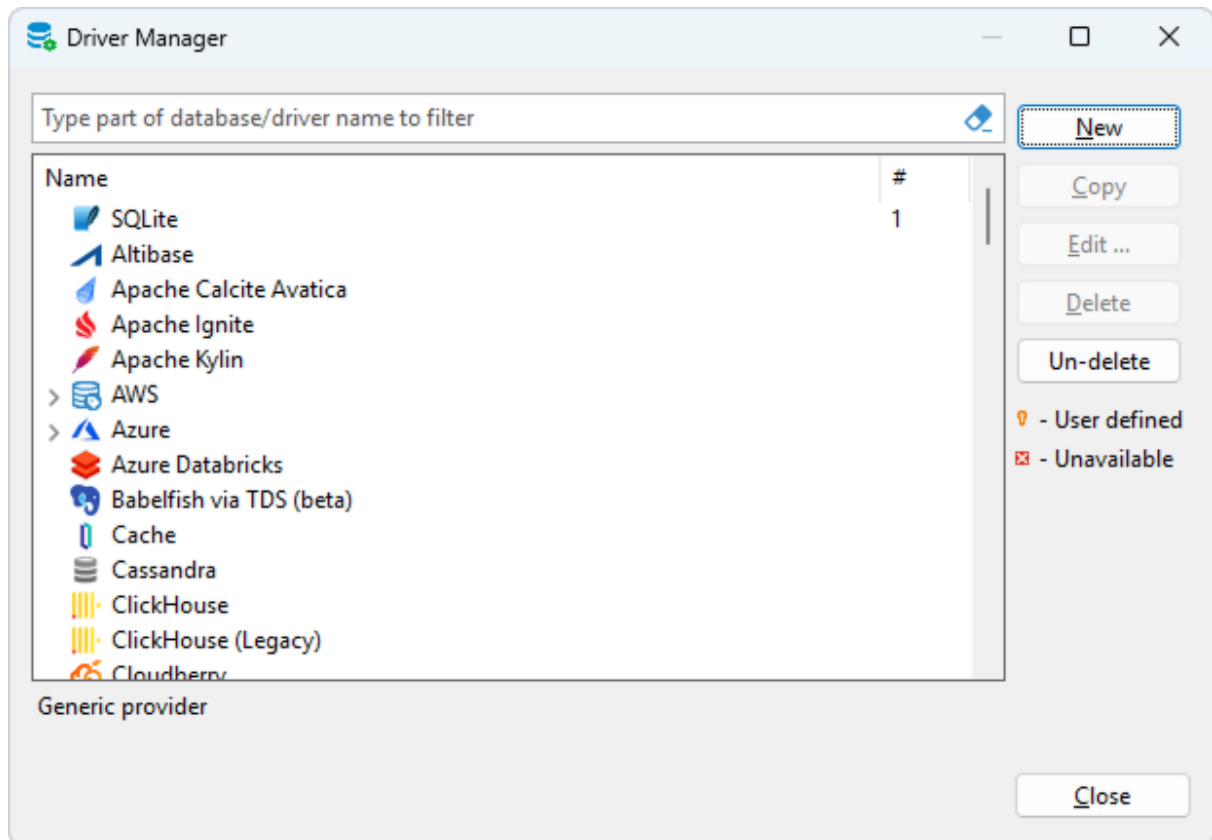 Driver Manager
Type part of database/driver name to filter
New
Name #
Copy
SQLite 1
Altibase
Edit ...
Apache Calcite Avatica
Delete
Apache Ignite
Apache Kylin
Un-delete
AWS
Azure
- User defined
Azure Databricks
- Unavailable
Babelfish via TDS (beta)
Cache
Cassandra
ClickHouse
ClickHouse (Legacy)
Cloudberry
Generic provider
Close